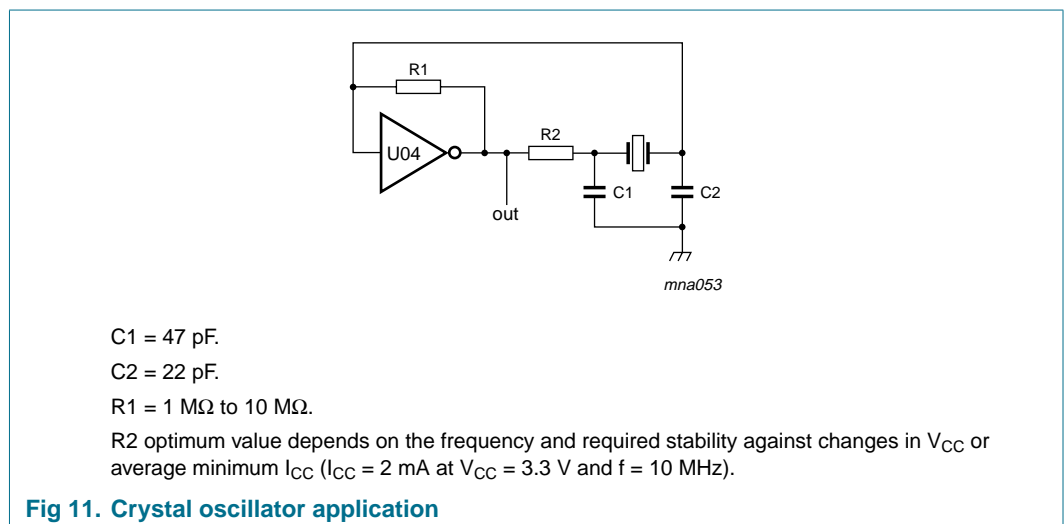 R1
U04
R2
C1
C2
out
mna053
C1 = 47 pF.
C2 = 22 pF.
R1 = 1 MΩ to 10 MΩ.
R2 optimum value depends on the frequency and required stability against changes in VCC or
average minimum ICC (ICC = 2 mA at VCC = 3.3 V and f = 10 MHz).
Fig 11. Crystal oscillator application